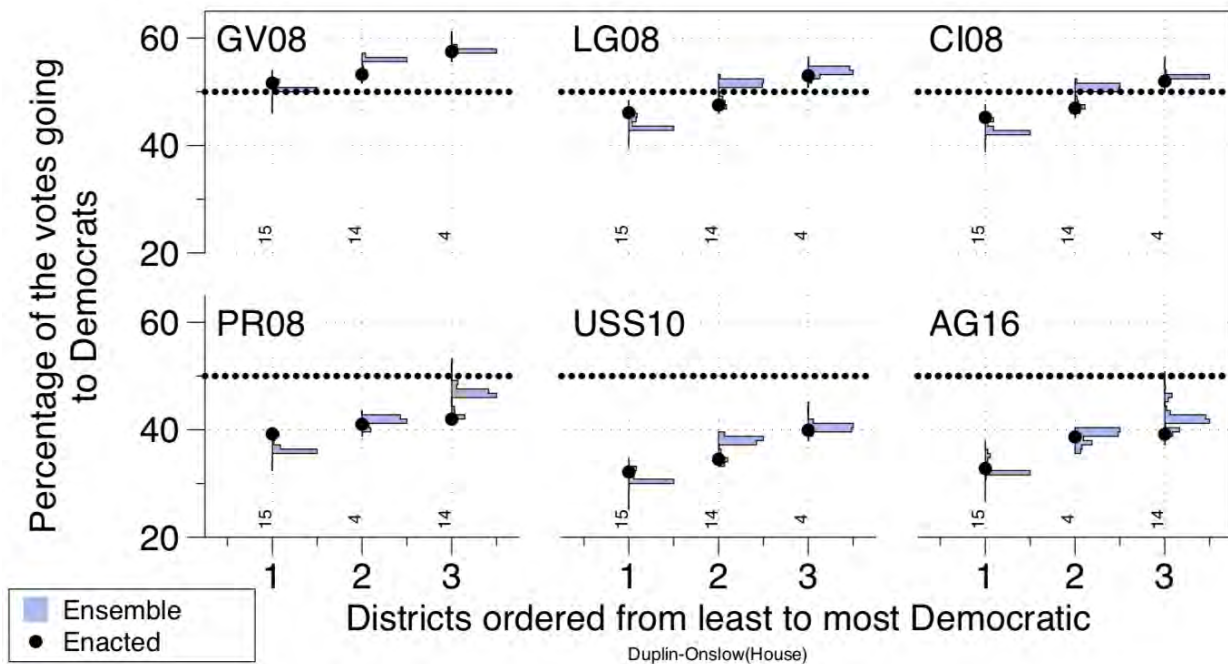 Percentage of the votes going
to Democrats
60
40
20
GV08
15
14
4
LG08
15
14
4
CI08
15
14
4
60
40
20
PR08
15
4
14
USS10
15
14
4
AG16
15
4
14
1 2 3
1 2 3
1 2 3
Districts ordered from least to most Democratic
Duplin-Onslow(House)
Ensemble
Enacted